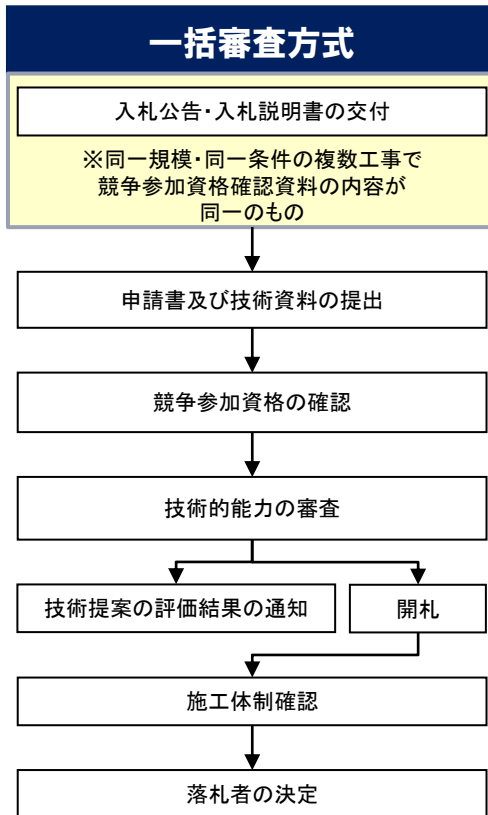 一括審査方式
入札公告・入札説明書の交付
※同一規模・同一条件の複数工事で
競争参加資格確認資料の内容が
同一のもの
申請書及び技術資料の提出
競争参加資格の確認
技術的能力の審査
技術提案の評価結果の通知
開札
施工体制確認
落札者の決定